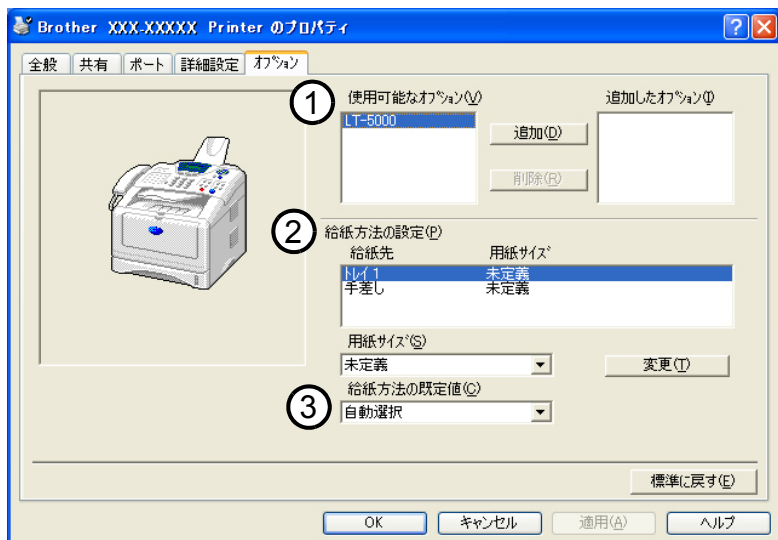 Brother XXX-XXXXX Printer のプロパティ
全般 共有 ポート 詳細設定 オプション
① 使用可能なオプション(V) 追加したオプション(I)
LT-5000
追加(D)
削除(R)
② 給紙方法の設定(P)
給紙先 用紙サイズ
トレイ1 未定義
手差し 未定義
用紙サイズ(S)
未定義 変更(T)
給紙方法の既定値(C)
③ 自動選択
標準に戻す(E)
OK キャンセル 適用(A) ヘルプ